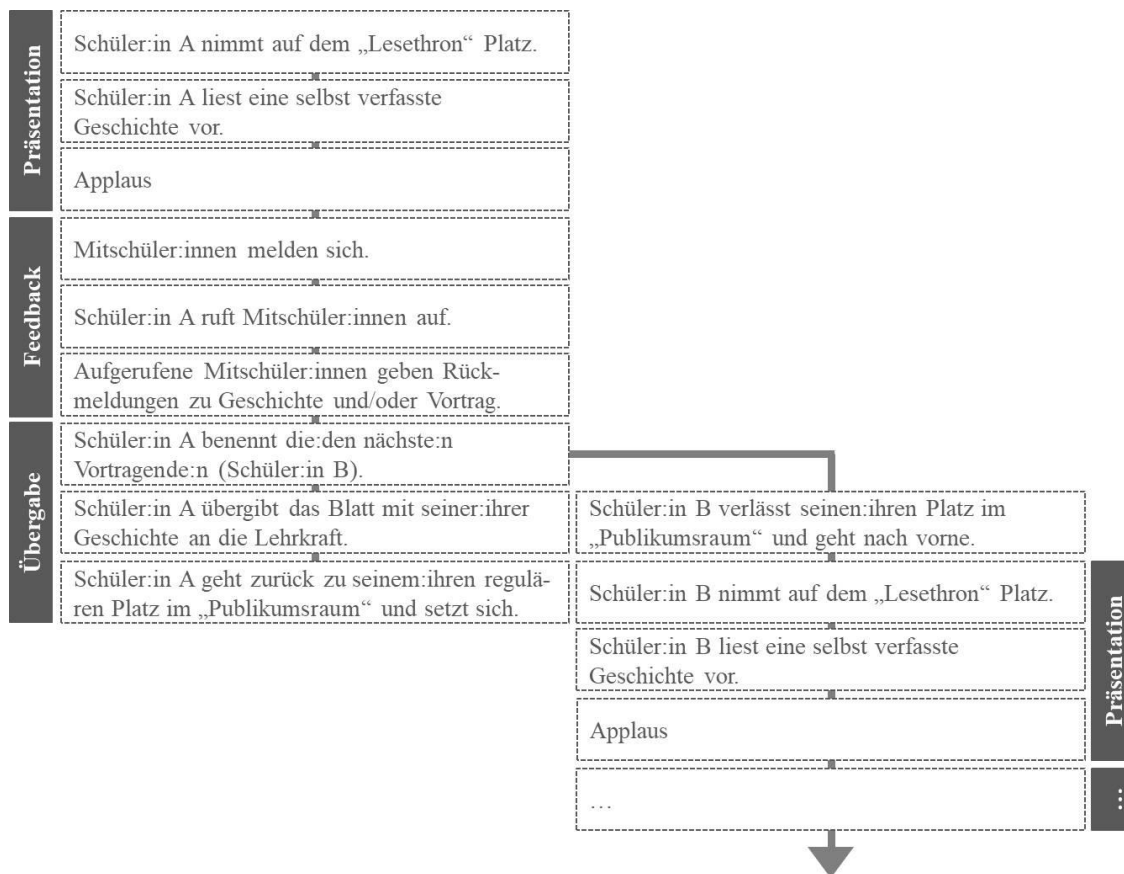 Präsentation
Schüler:in A nimmt auf dem „Lesethron“ Platz.
Schüler:in A liest eine selbst verfasste
Geschichte vor.
Applaus
Feedback
Mitschüler:innen melden sich.
Schüler:in A ruft Mitschüler:innen auf.
Aufgerufene Mitschüler:innen geben Rück-
meldungen zu Geschichte und/oder Vortrag.
Übergabe
Schüler:in A benennt die:den nächste:n
Vortragende:n (Schüler:in B).
Schüler:in A übergibt das Blatt mit seiner:ihrer
Geschichte an die Lehrkraft.
Schüler:in A geht zurück zu seinem:ihren regulä-
ren Platz im „Publikumsraum“ und setzt sich.
Schüler:in B verlässt seinen:ihren Platz im
„Publikumsraum“ und geht nach vorne.
Präsentation
Schüler:in B nimmt auf dem „Lesethron“ Platz.
Schüler:in B liest eine selbst verfasste
Geschichte vor.
Applaus
…
…